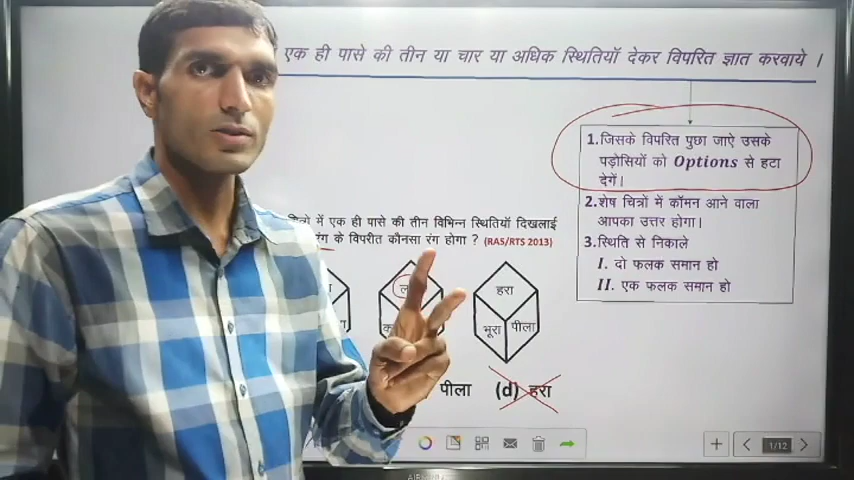 एक ही पासे की तीन या चार या अधिक स्थितियाँ देकर विपरित ज्ञात करवाये ।
1.जिसके विपरित पुछा जाऐ उसके
पड़ोसियों को Options से हटा
देगें।
2.शेष चित्रों में कॉमन आने वाला
आपका उत्तर होगा।
3.स्थिति से निकाले
I. दो फलक समान हो
II. एक फलक समान हो
में एक ही पासे की तीन विभिन्न स्थितियों दिखलाई
रंग के विपरीत कौनसा रंग होगा ? (RAS/RTS 2013)
हरा
भूरा पीला
पीला (d) हरा
1/12